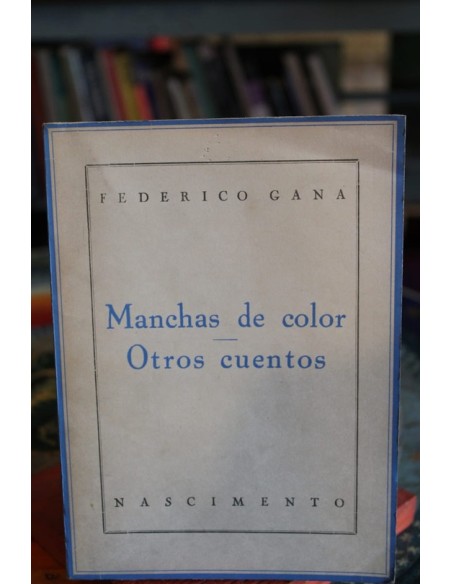 FEDERICO GANA
Manchas de color
Otros cuentos
NASCIMENTO